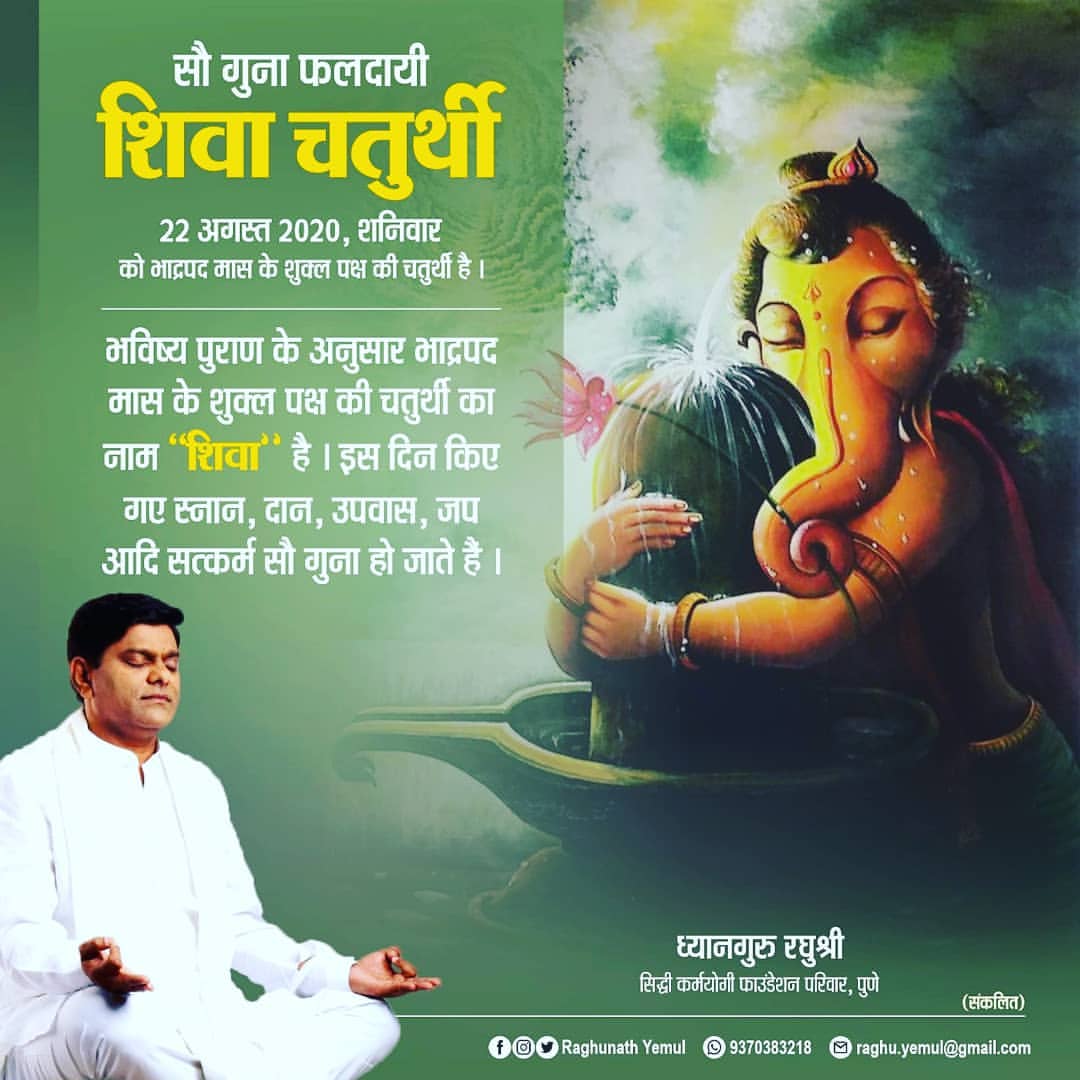 सौ गुना फलदायी
शिवा चतुर्थी
22 अगस्त 2020, शनिवार
को भाद्रपद मास के शुक्ल पक्ष की चतुर्थी है ।
भविष्य पुराण के अनुसार भाद्रपद
मास के शुक्ल पक्ष की चतुर्थी का
नाम “शिवा” है । इस दिन किए
गए स्नान, दान, उपवास, जप
आदि सत्कर्म सौ गुना हो जाते हैं ।
ध्यानगुरु रघुश्री
सिद्धी कर्मयोगी फाउंडेशन परिवार, पुणे
(संकलित)
Raghunath Yemul 9370383218 raghu.yemul@gmail.com